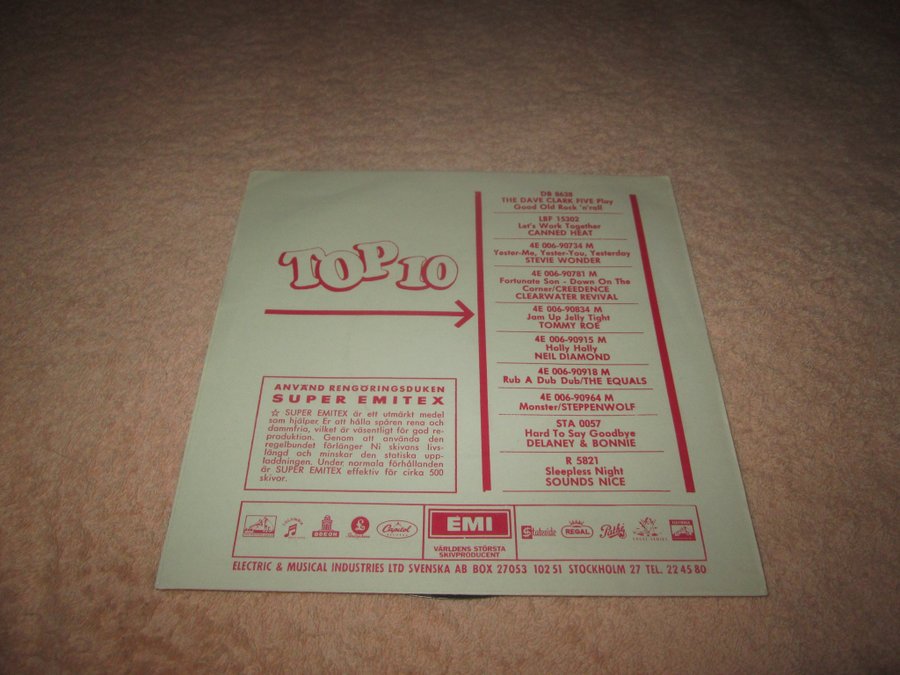 TOP 10
DB 8638
THE DAVE CLARK FIVE Play
Good Old Rock 'n'roll
LBF 15302
Let's Work Together
CANNED HEAT
4E 006-90734 M
Yester-Me, Yester-You, Yesterday
STEVIE WONDER
4E 006-90781 M
Fortunate Son - Down On The
Corner/CREEDENCE
CLEARWATER REVIVAL
4E 006-90834 M
Jam Up Jelly Tight
TOMMY ROE
4E 006-90915 M
Holly Holly
NEIL DIAMOND
4E 006-90918 M
Rub A Dub Dub/THE EQUALS
4E 006-90964 M
Monster/STEPPENWOLF
STA 0057
Hard To Say Goodbye
DELANEY & BONNIE
R 5821
Sleepless Night
SOUNDS NICE
ANVÄND RENGÖRINGSDUKEN
SUPER EMITEX
☆ SUPER EMITEX är ett utmärkt medel
som hjälper. Er att hålla spåren rena och
dammfria, vilket är väsentligt för god re-
produktion. Genom att använda den
regelbundet förlänger Ni skivans livs-
längd och minskar den statiska upp-
laddningen. Under normala förhållanden
är SUPER EMITEX effektiv för cirka 500
skivor.
COLUMBIA
ODEON
Capitol
EMI
VÄRLDENS STÖRSTA
SKIVPRODUCENT
Stateside
REGAL
Pathé
ELECTRIC & MUSICAL INDUSTRIES LTD SVENSKA AB BOX 27053 102 51 STOCKHOLM 27 TEL. 22 45 80